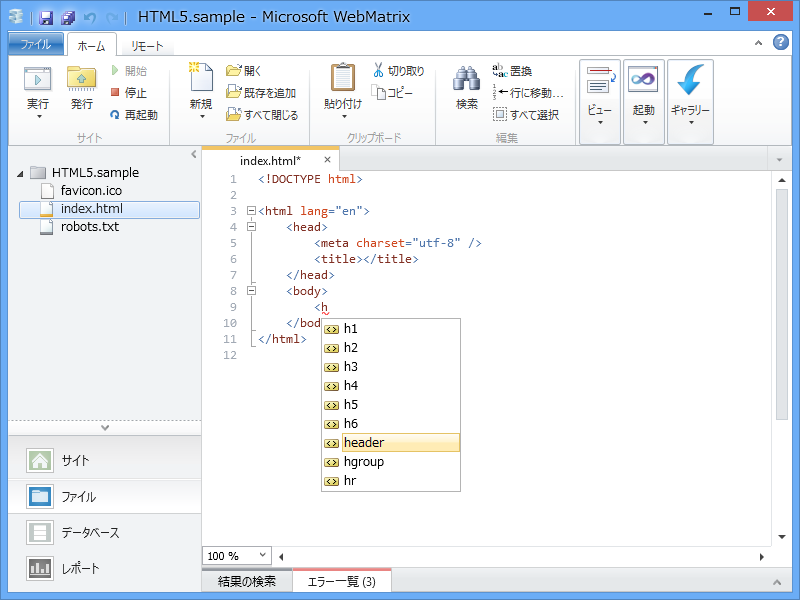 HTML5.sample - Microsoft WebMatrix
ファイル ホーム リモート
実行 発行 開始 停止 再起動
サイト
新規 開く 既存を追加 すべて閉じる
ファイル
貼り付け 切り取り コピー
クリップボード
検索 置換 行に移動... すべて選択
編集
ビュー 起動 ギャラリー
HTML5.sample
favicon.ico
index.html
robots.txt
サイト
ファイル
データベース
レポート
index.html*
1 <!DOCTYPE html>
2
3 <html lang="en">
4 <head>
5 <meta charset="utf-8" />
6 <title></title>
7 </head>
8 <body>
9 <h
10 </bod
11 </html>
12
h1
h2
h3
h4
h5
h6
header
hgroup
hr
100 %
結果の検索 エラー一覧 (3)